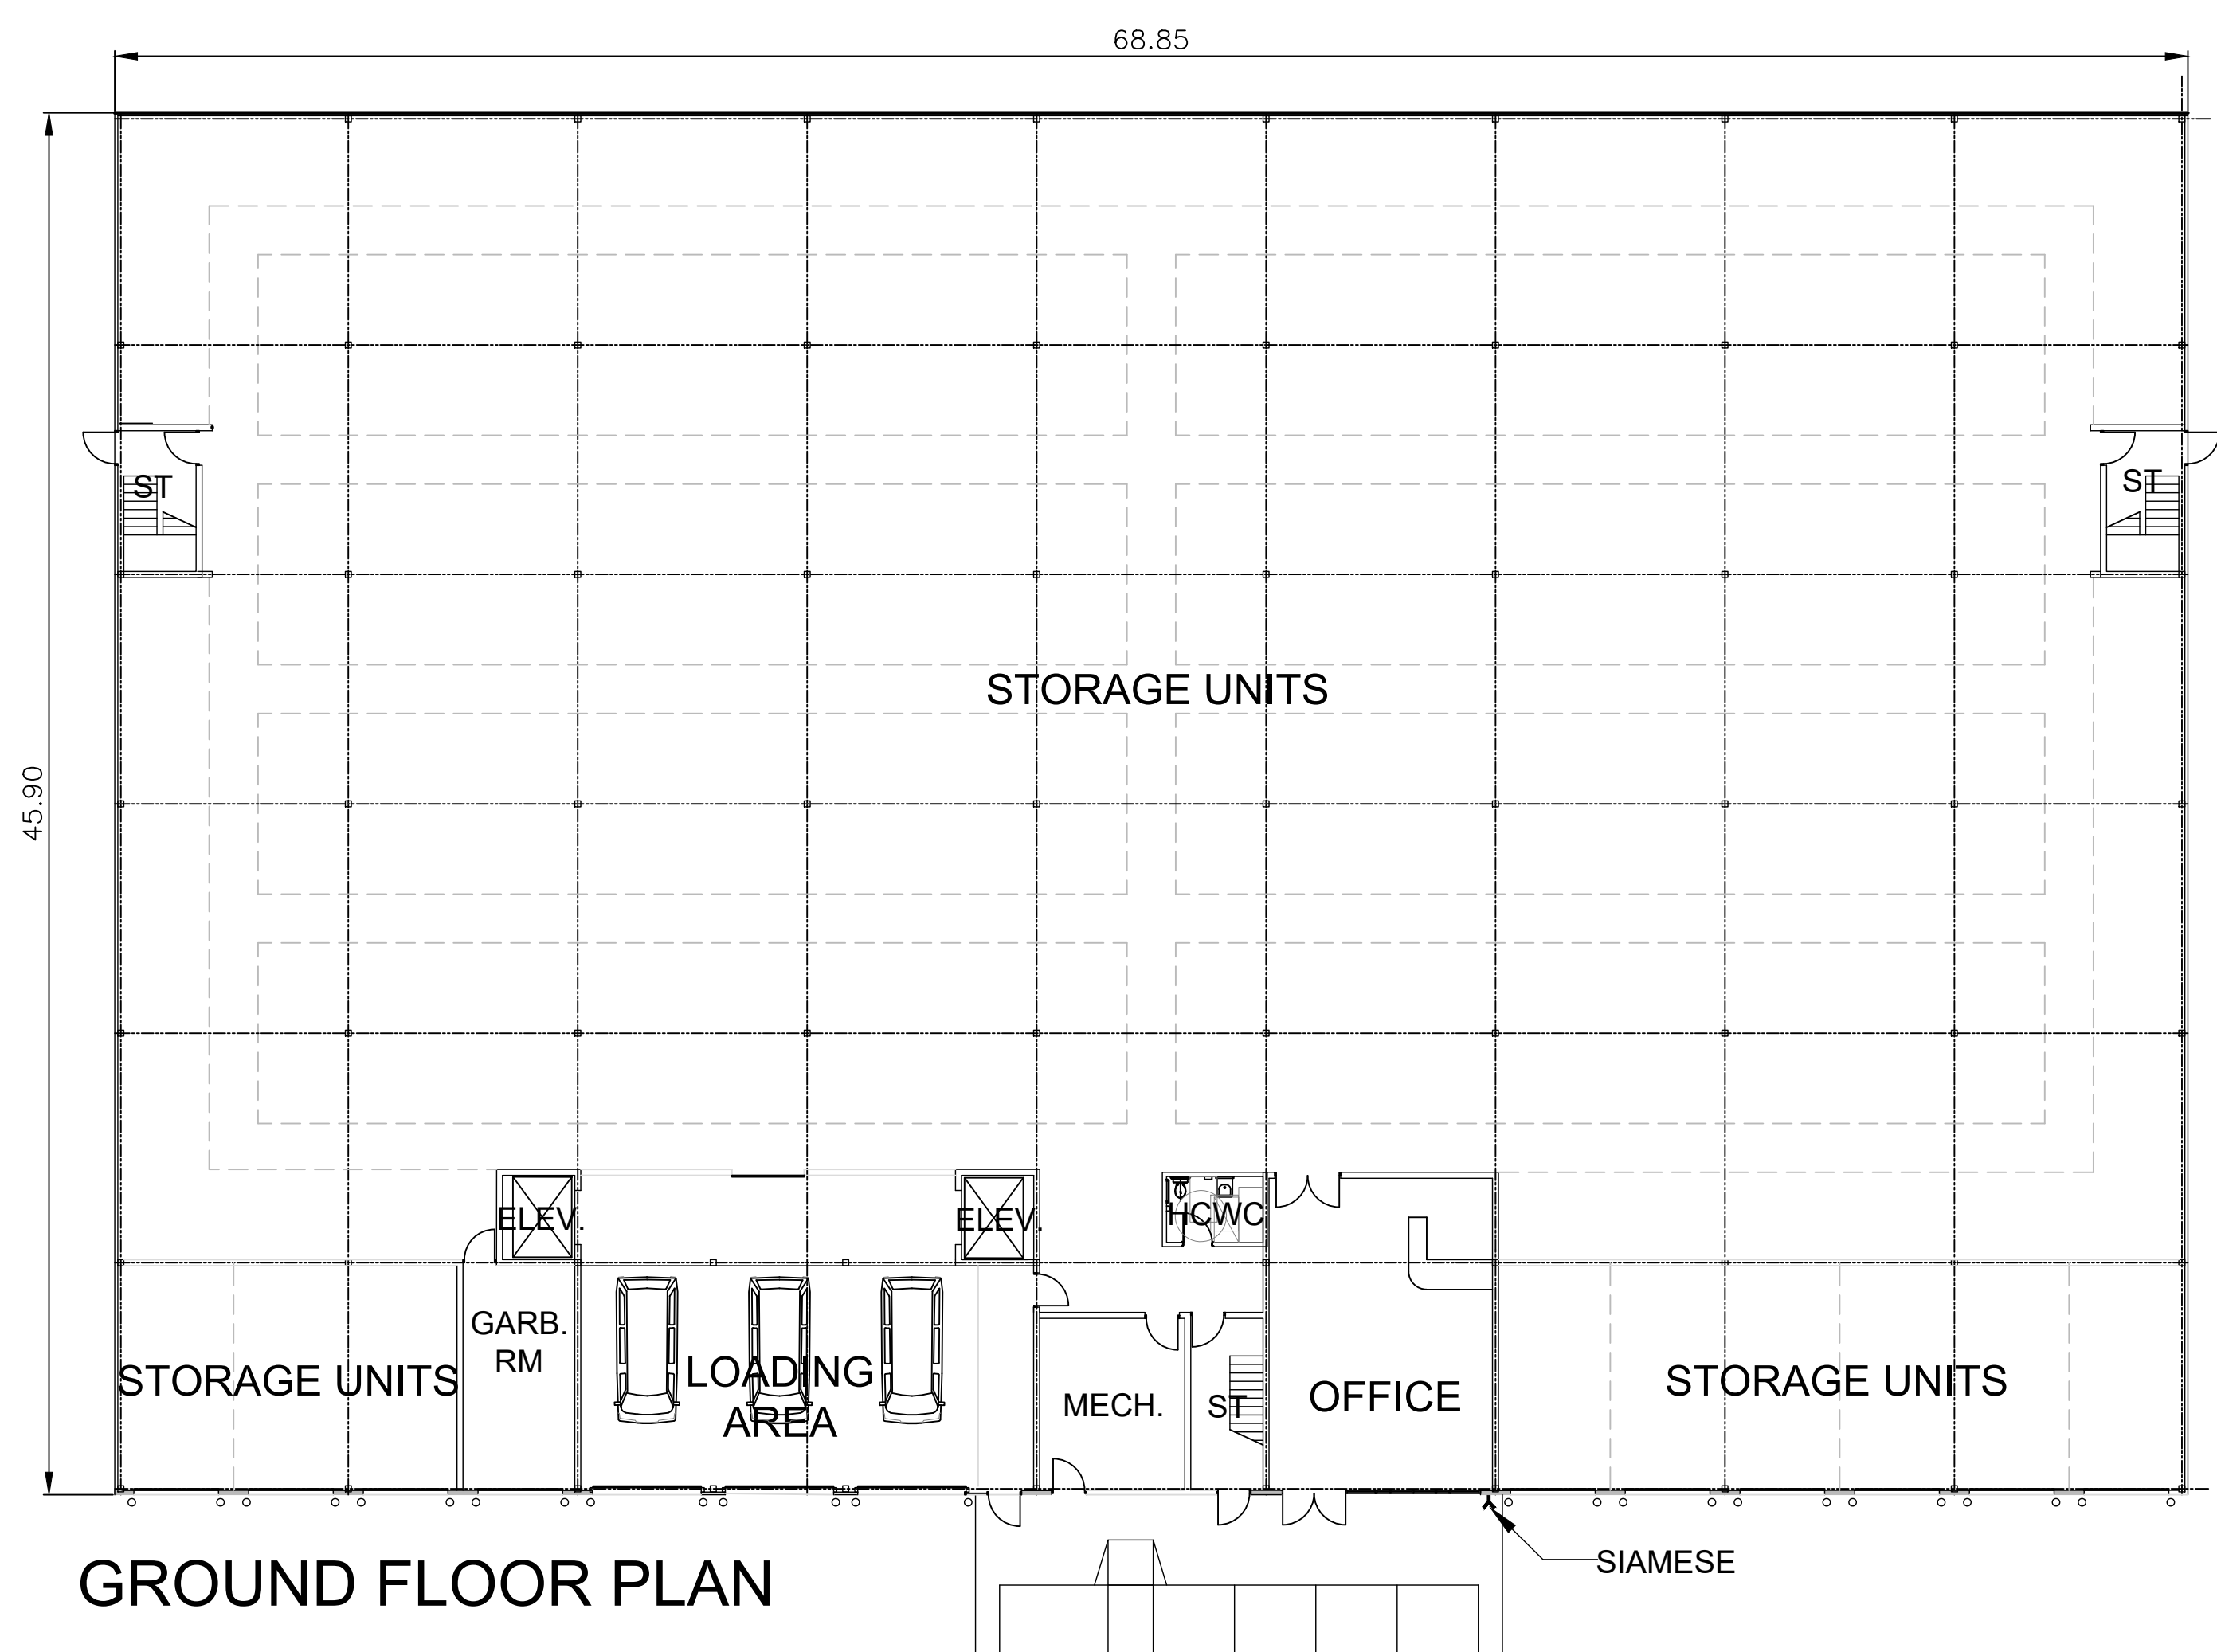 68.85
45.90
ST
ST
STORAGE UNITS
ELEV.
ELEV.
HCWC
GARB.
RM
STORAGE UNITS
LOADING
AREA
MECH.
ST
OFFICE
STORAGE UNITS
SIAMESE
GROUND FLOOR PLAN